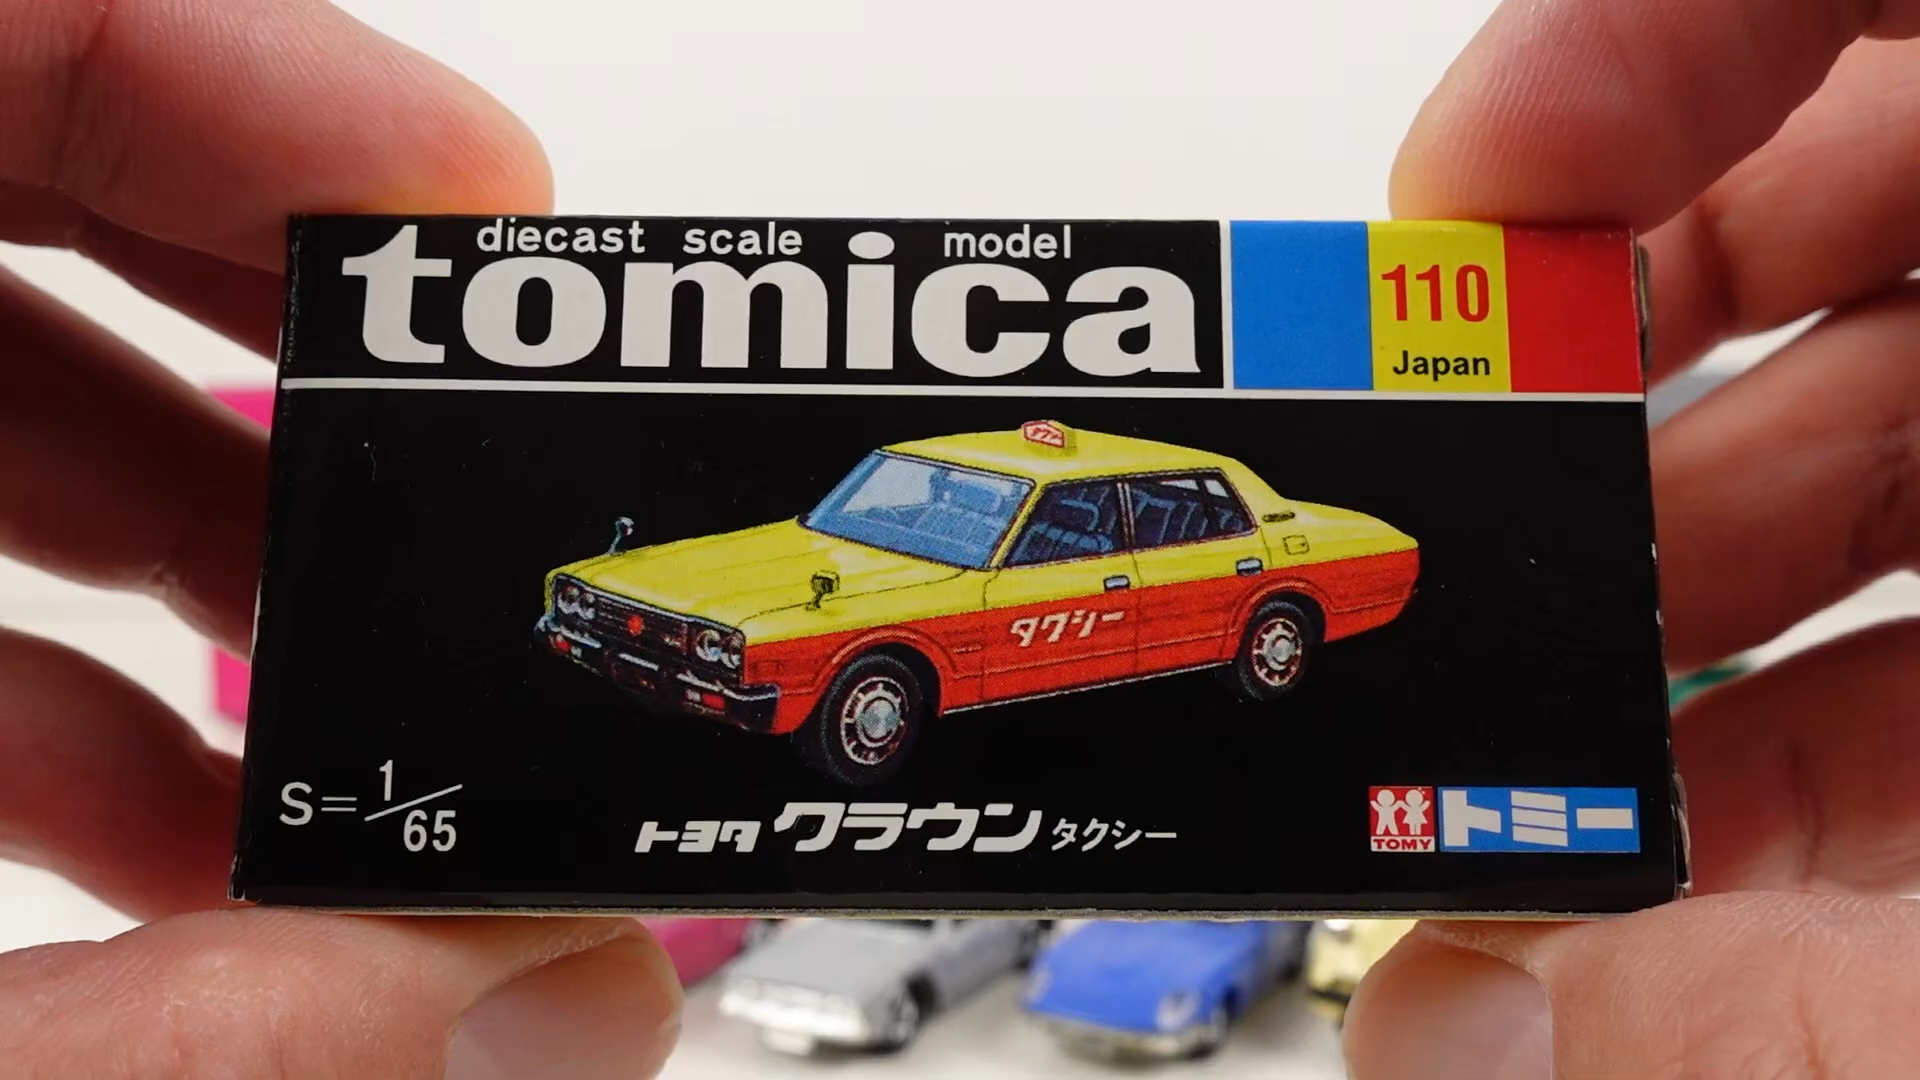 diecast scale model
tomica
110
Japan
タクシー
S=1/65
トヨタ クラウン タクシー
TOMY
トミー